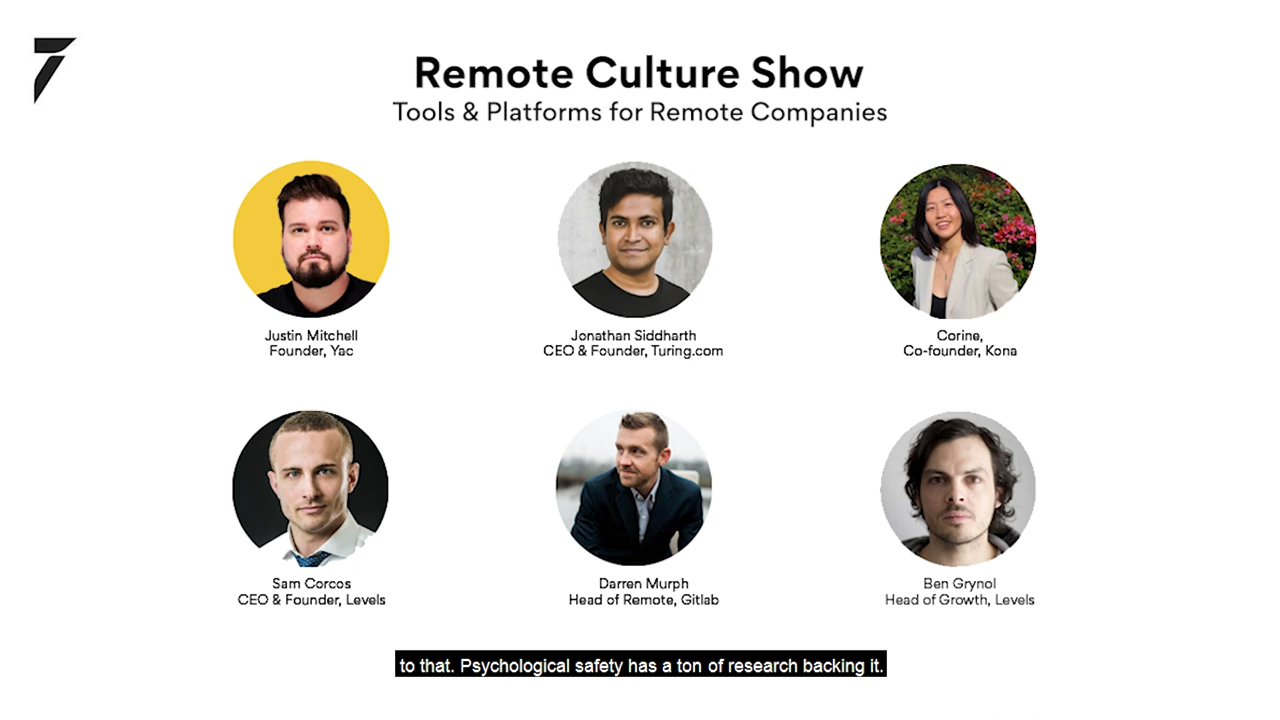 Remote Culture Show
Tools & Platforms for Remote Companies
Justin Mitchell
Founder, Yac
Jonathan Siddharth
CEO & Founder, Turing.com
Corine,
Co-founder, Kona
Sam Corcos
CEO & Founder, Levels
Darren Murph
Head of Remote, Gitlab
Ben Grynol
Head of Growth, Levels
to that. Psychological safety has a ton of research backing it.